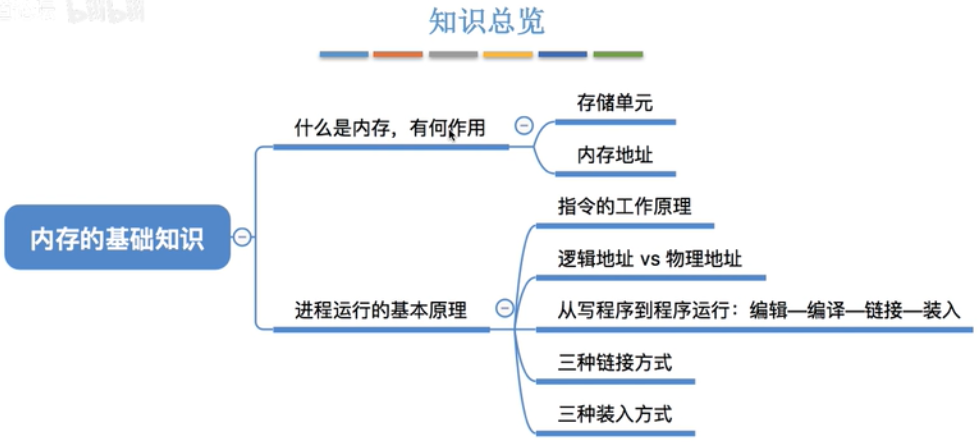 bilibili
知识总览
什么是内存，有何作用
存储单元
内存地址
内存的基础知识
进程运行的基本原理
指令的工作原理
逻辑地址 vs 物理地址
从写程序到程序运行：编辑—编译—链接—装入
三种链接方式
三种装入方式